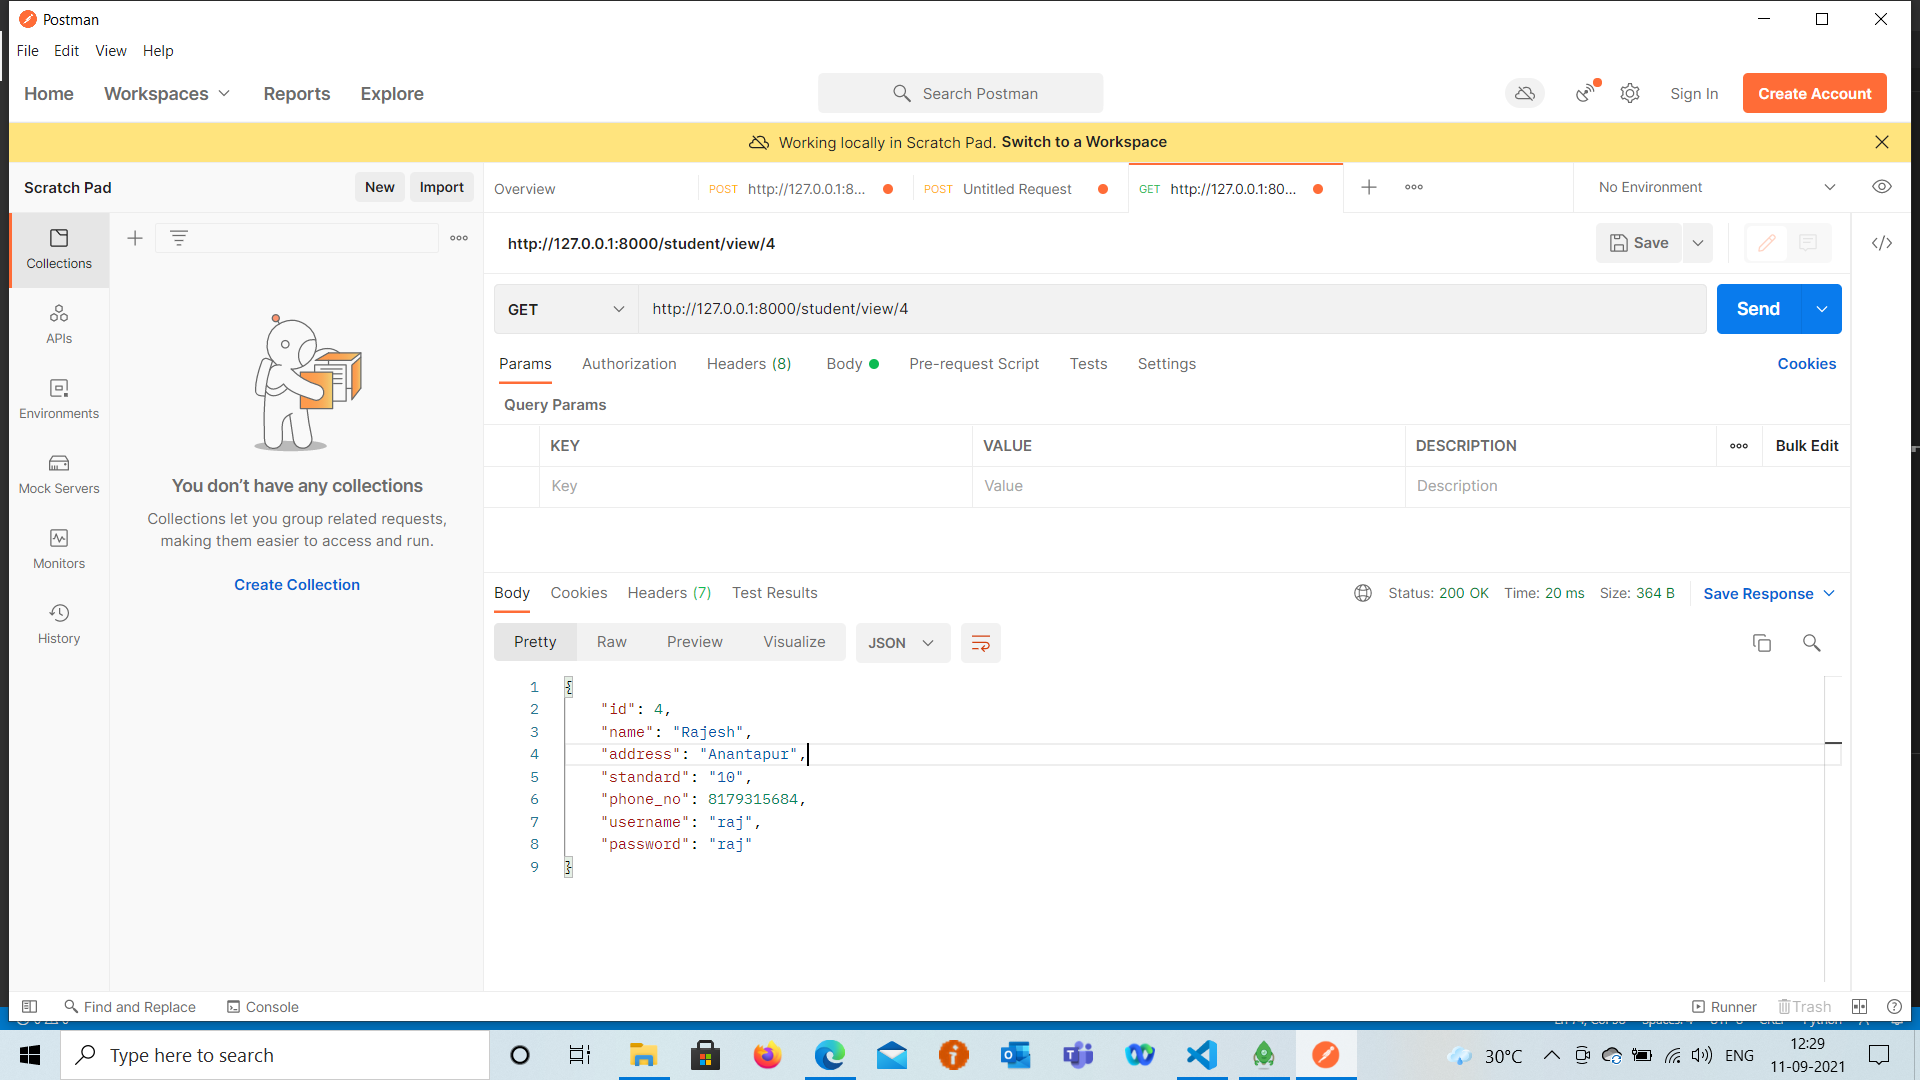 Postman
File Edit View Help
Home Workspaces Reports Explore
Search Postman
Sign In
Create Account
Working locally in Scratch Pad. Switch to a Workspace
Scratch Pad
New
Import
Overview
POST http://127.0.0.1:8...
POST Untitled Request
GET http://127.0.0.1:80...
No Environment
Collections
APIs
Environments
Mock Servers
Monitors
History
You don't have any collections
Collections let you group related requests,
making them easier to access and run.
Create Collection
http://127.0.0.1:8000/student/view/4
Save
GET
http://127.0.0.1:8000/student/view/4
Send
Params Authorization Headers (8) Body Pre-request Script Tests Settings
Cookies
Query Params
KEY VALUE DESCRIPTION Bulk Edit
Key Value Description
Body Cookies Headers (7) Test Results
Status: 200 OK Time: 20 ms Size: 364 B
Save Response
Pretty Raw Preview Visualize JSON
1 {
2 "id": 4,
3 "name": "Rajesh",
4 "address": "Anantapur",
5 "standard": "10",
6 "phone_no": 8179315684,
7 "username": "raj",
8 "password": "raj"
9 }
Find and Replace Console
Runner Trash
Type here to search
30°C
ENG
12:29
11-09-2021